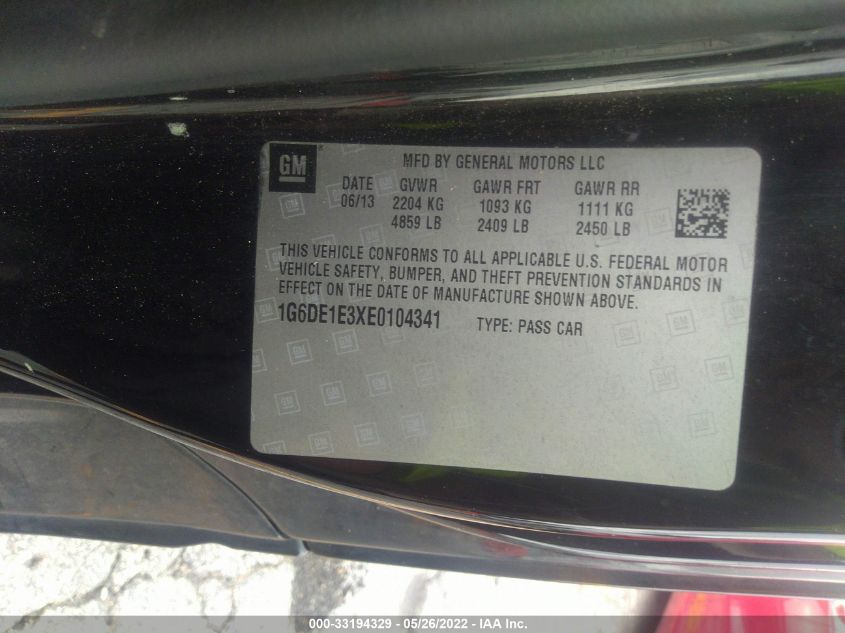 GM
MFD BY GENERAL MOTORS LLC
DATE GVWR GAWR FRT GAWR RR
06/13 2204 KG 1093 KG 1111 KG
4859 LB 2409 LB 2450 LB
THIS VEHICLE CONFORMS TO ALL APPLICABLE U.S. FEDERAL MOTOR
VEHICLE SAFETY, BUMPER, AND THEFT PREVENTION STANDARDS IN
EFFECT ON THE DATE OF MANUFACTURE SHOWN ABOVE.
1G6DE1E3XE0104341 TYPE: PASS CAR
000-33194329 - 05/26/2022 - IAA Inc.